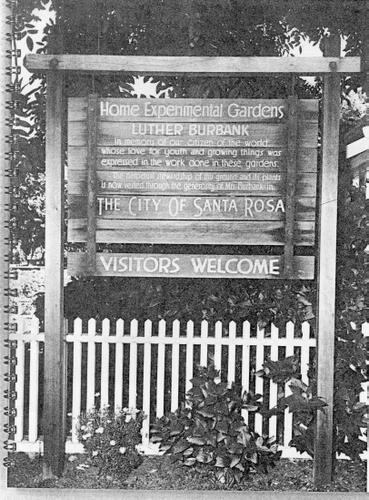 Home Experimental Gardens
LUTHER BURBANK
In memory of our citizen of the world
whose love for youth and growing things was
expressed in the work done in these gardens.
the perpetual stewardship of my grounds and its plants
is now vested through the generosity of Mrs. Burbank in
THE CITY OF SANTA ROSA
VISITORS WELCOME